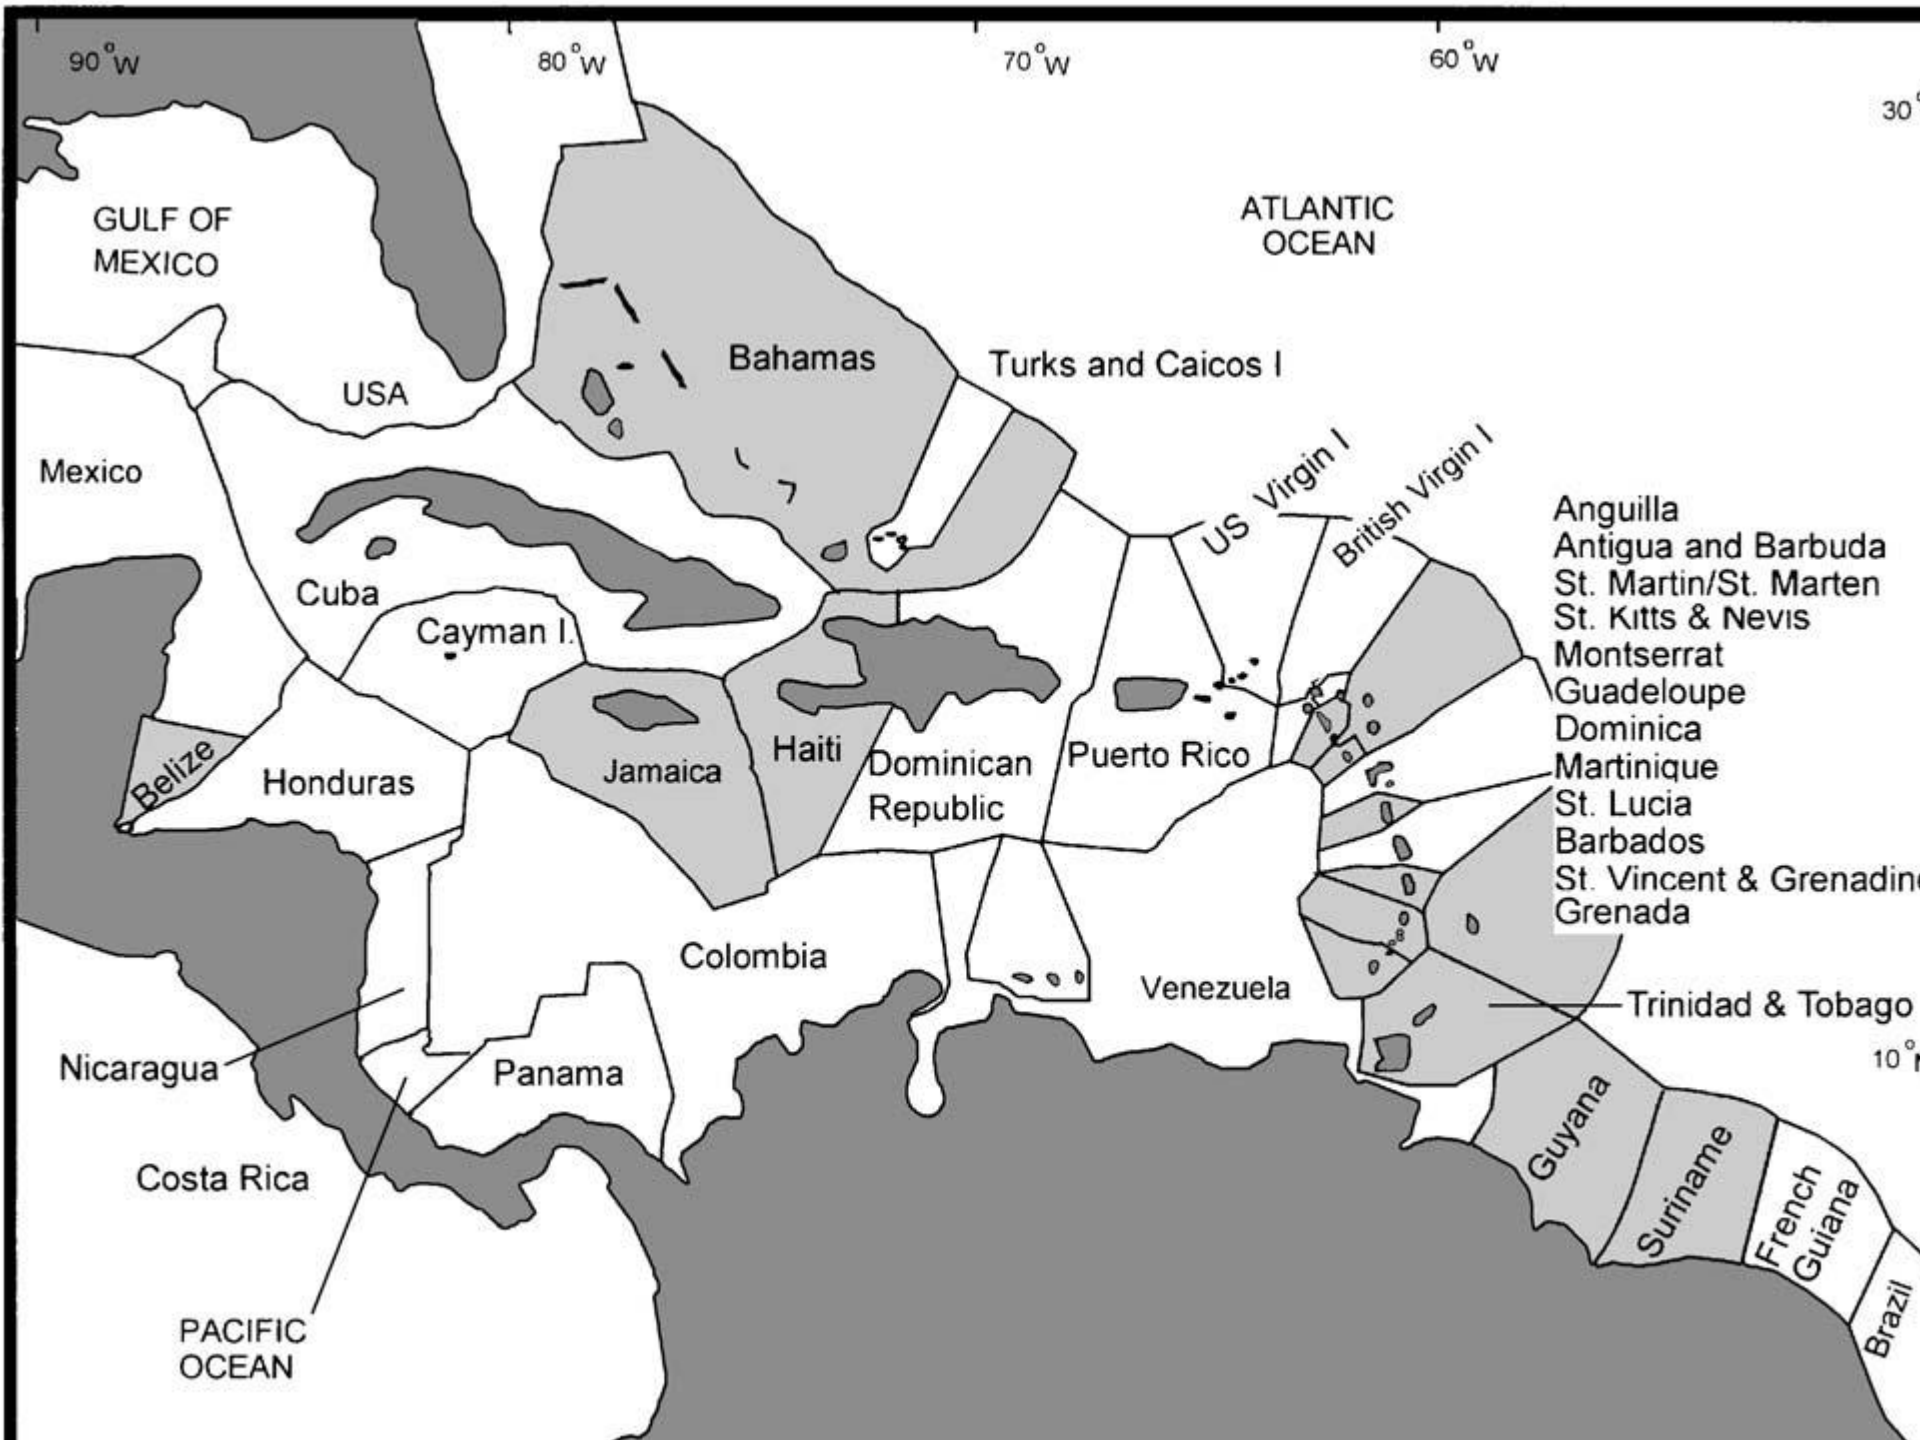 90°W
80°W
70°W
60°W
30°
GULF OF
MEXICO
ATLANTIC
OCEAN
Bahamas
Turks and Caicos I
USA
Mexico
US Virgin I
British Virgin I
Anguilla
Antigua and Barbuda
St. Martin/St. Marten
St. Kitts & Nevis
Montserrat
Guadeloupe
Dominica
Martinique
St. Lucia
Barbados
St. Vincent & Grenadine
Grenada
Cuba
Cayman I.
Belize
Honduras
Jamaica
Haiti
Dominican
Republic
Puerto Rico
Colombia
Venezuela
Trinidad & Tobago
10°N
Nicaragua
Panama
Costa Rica
Guyana
Suriname
French
Guiana
Brazil
PACIFIC
OCEAN